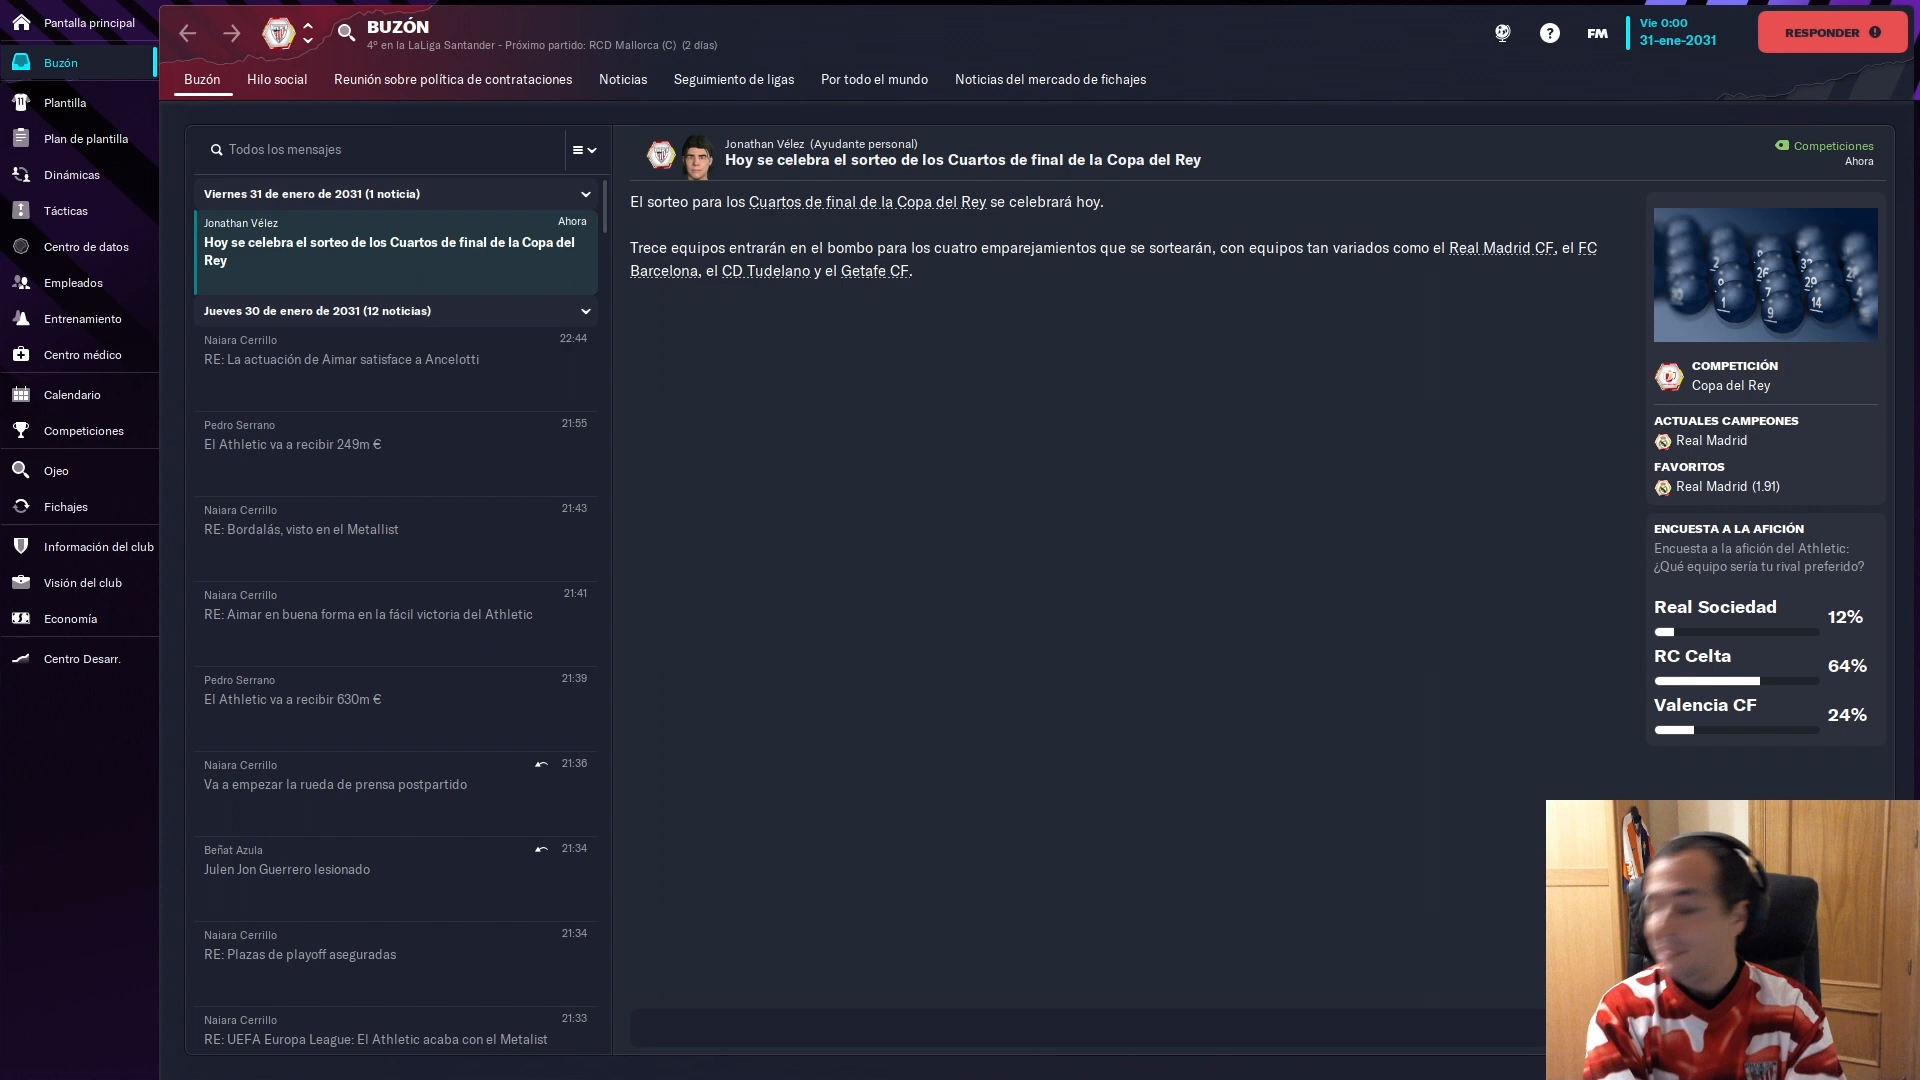 Pantalla principal
Buzón
Plantilla
Plan de plantilla
Dinámicas
Tácticas
Centro de datos
Empleados
Entrenamiento
Centro médico
Calendario
Competiciones
Ojeo
Fichajes
Información del club
Visión del club
Economía
Centro Desarr.
BUZÓN
4º en la LaLiga Santander - Próximo partido: RCD Mallorca (C) (2 días)
FM
Vie 0:00
31-ene-2031
RESPONDER
Buzón
Hilo social
Reunión sobre política de contrataciones
Noticias
Seguimiento de ligas
Por todo el mundo
Noticias del mercado de fichajes
Todos los mensajes
Viernes 31 de enero de 2031 (1 noticia)
Jonathan Vélez
Ahora
Hoy se celebra el sorteo de los Cuartos de final de la Copa del
Rey
Jueves 30 de enero de 2031 (12 noticias)
Naiara Cerrillo
22:44
RE: La actuación de Aimar satisface a Ancelotti
Pedro Serrano
21:55
El Athletic va a recibir 249m €
Naiara Cerrillo
21:43
RE: Bordalás, visto en el Metallist
Naiara Cerrillo
21:41
RE: Aimar en buena forma en la fácil victoria del Athletic
Pedro Serrano
21:39
El Athletic va a recibir 630m €
Naiara Cerrillo
21:36
Va a empezar la rueda de prensa postpartido
Beñat Azula
21:34
Julen Jon Guerrero lesionado
Naiara Cerrillo
21:34
RE: Plazas de playoff aseguradas
Naiara Cerrillo
21:33
RE: UEFA Europa League: El Athletic acaba con el Metalist
Jonathan Vélez (Ayudante personal)
Hoy se celebra el sorteo de los Cuartos de final de la Copa del Rey
Competiciones
Ahora
El sorteo para los Cuartos de final de la Copa del Rey se celebrará hoy.
Trece equipos entrarán en el bombo para los cuatro emparejamientos que se sortearán, con equipos tan variados como el Real Madrid CF, el FC
Barcelona, el CD Tudelano y el Getafe CF.
COMPETICIÓN
Copa del Rey
ACTUALES CAMPEONES
Real Madrid
FAVORITOS
Real Madrid (1.91)
ENCUESTA A LA AFICIÓN
Encuesta a la afición del Athletic:
¿Qué equipo sería tu rival preferido?
Real Sociedad
12%
RC Celta
64%
Valencia CF
24%